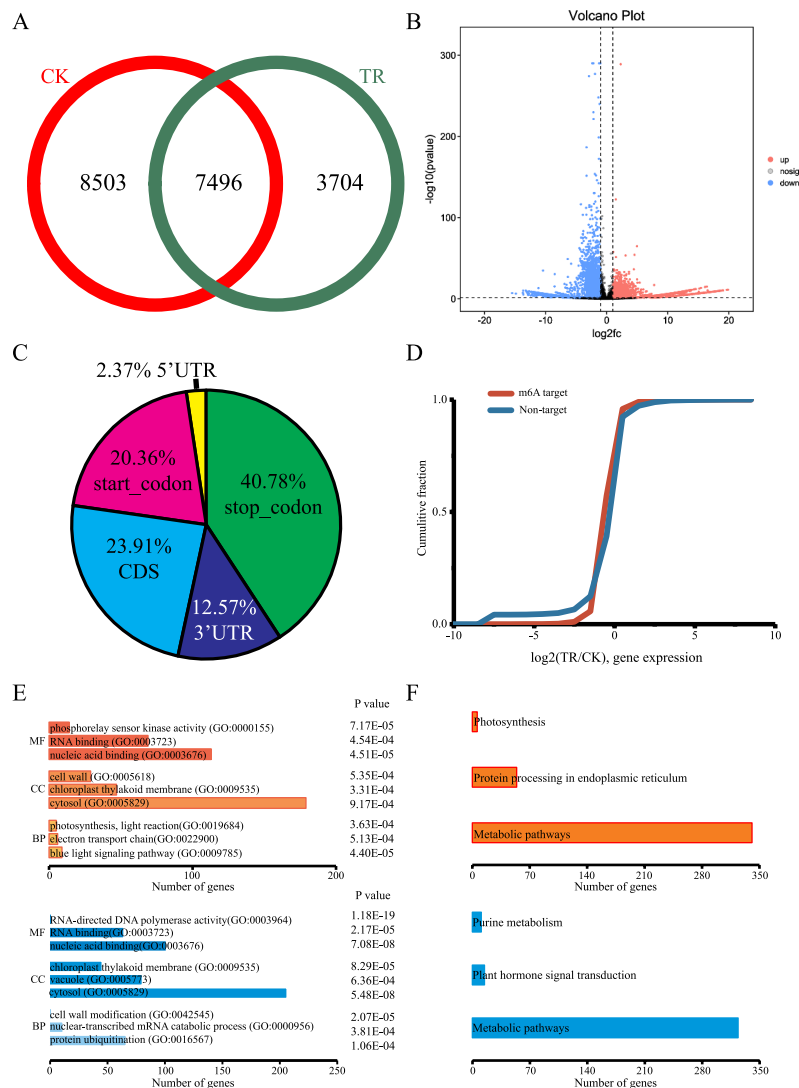 A
CK
TR
8503
7496
3704
B
Volcano Plot
300
200
100
0
-log10(pvalue)
-20
-10
0
10
20
log2fc
up
nosig
down
C
2.37% 5’UTR
20.36%
start_codon
40.78%
stop_codon
23.91%
CDS
12.57%
3’UTR
D
m6A target
Non-target
1.0
0.5
0.0
Cumulitive fraction
-10
-5
0
5
10
log2(TR/CK), gene expression
E
P value
MF
phosphorelay sensor kinase activity (GO:0000155) 7.17E-05
RNA binding (GO:0003723) 4.54E-04
nucleic acid binding (GO:0003676) 4.51E-05
CC
cell wall (GO:0005618) 5.35E-04
chloroplast thylakoid membrane (GO:0009535) 3.31E-04
cytosol (GO:0005829) 9.17E-04
BP
photosynthesis, light reaction(GO:0019684) 3.63E-04
electron transport chain(GO:0022900) 5.13E-04
blue light signaling pathway (GO:0009785) 4.40E-05
0 100 200
Number of genes
P value
MF
RNA-directed DNA polymerase activity(GO:0003964) 1.18E-19
RNA binding(GO:0003723) 2.17E-05
nucleic acid binding(GO:0003676) 7.08E-08
CC
chloroplast thylakoid membrane (GO:0009535) 8.29E-05
vacuole (GO:0005773) 6.36E-04
cytosol (GO:0005829) 5.48E-08
BP
cell wall modification (GO:0042545) 2.07E-05
nuclear-transcribed mRNA catabolic process (GO:0000956) 3.81E-04
protein ubiquitination (GO:0016567) 1.06E-04
0 50 100 150 200 250
Number of genes
F
Photosynthesis
Protein processing in endoplasmic reticulum
Metabolic pathways
0 70 140 210 280 350
Number of genes
Purine metabolism
Plant hormone signal transduction
Metabolic pathways
0 70 140 210 280 350
Number of genes